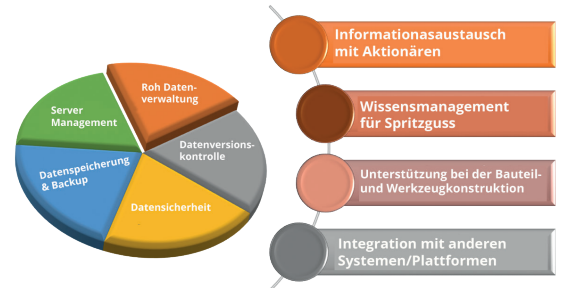 Roh Daten-
verwaltung
Server
Management
Datenversions-
kontrolle
Datenspeicherung
& Backup
Datensicherheit
Informationasaustausch
mit Aktionären
Wissensmanagement
für Spritzguss
Unterstützung bei der Bauteil-
und Werkzeugkonstruktion
Integration mit anderen
Systemen/Plattformen